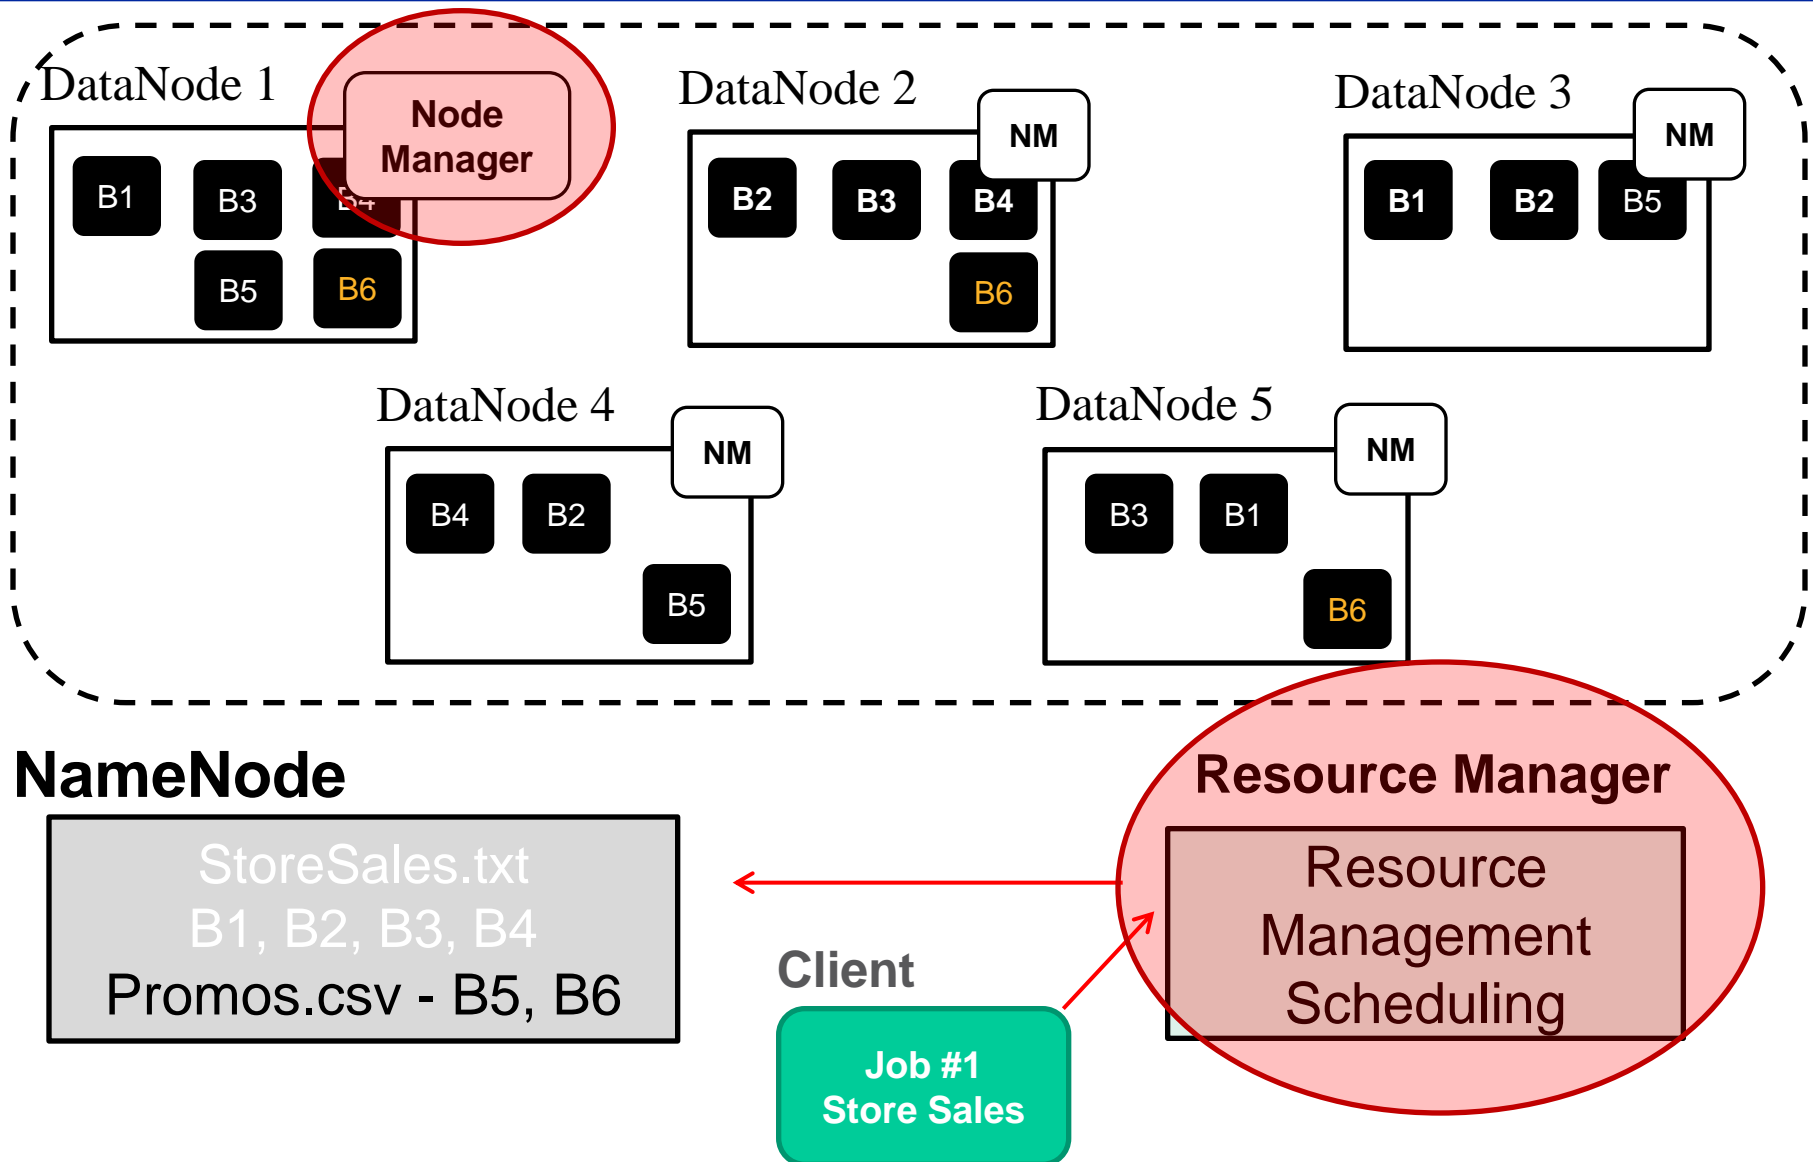 DataNode 1
Node
Manager
B1
B3
B4
B5
B6
DataNode 2
NM
B2
B3
B4
B6
DataNode 3
NM
B1
B2
B5
DataNode 4
NM
B4
B2
B5
DataNode 5
NM
B3
B1
B6
NameNode
StoreSales.txt
B1, B2, B3, B4
Promos.csv - B5, B6
Client
Job #1
Store Sales
Resource Manager
Resource
Management
Scheduling